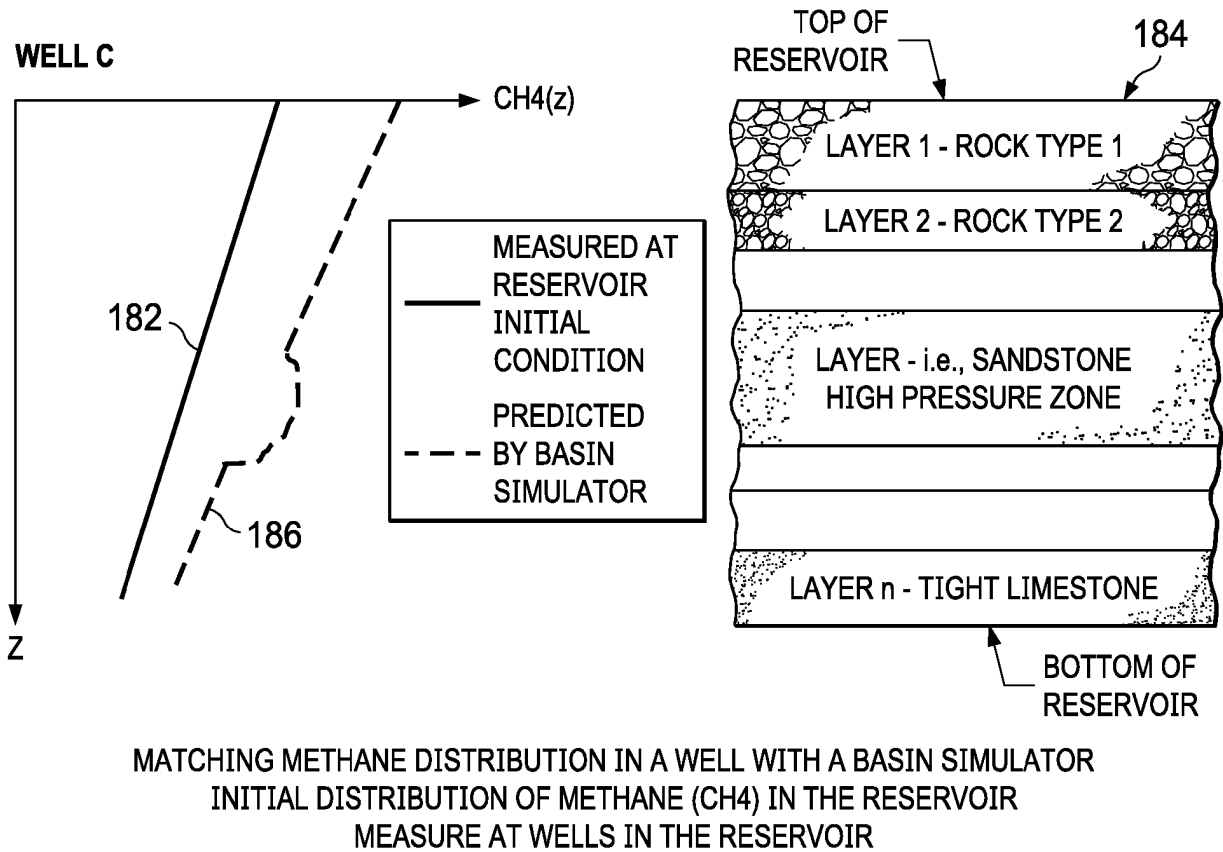 WELL C
CH4(z)
182
186
Z
MEASURED AT
RESERVOIR
INITIAL
CONDITION
PREDICTED
BY BASIN
SIMULATOR
TOP OF
RESERVOIR
184
LAYER 1 - ROCK TYPE 1
LAYER 2 - ROCK TYPE 2
LAYER - i.e., SANDSTONE
HIGH PRESSURE ZONE
LAYER n - TIGHT LIMESTONE
BOTTOM OF
RESERVOIR
MATCHING METHANE DISTRIBUTION IN A WELL WITH A BASIN SIMULATOR
INITIAL DISTRIBUTION OF METHANE (CH4) IN THE RESERVOIR
MEASURE AT WELLS IN THE RESERVOIR